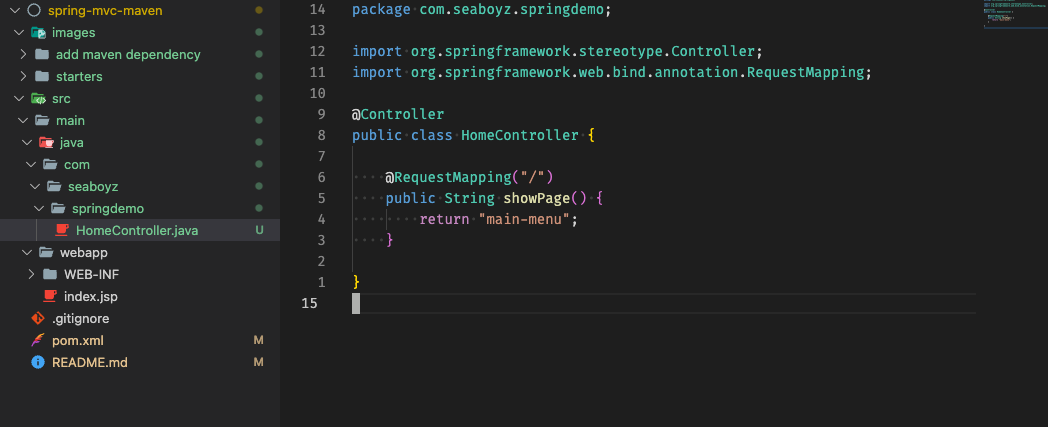 spring-mvc-maven
images
add maven dependency
starters
src
main
java
com
seaboyz
springdemo
HomeController.java U
webapp
WEB-INF
index.jsp
.gitignore
pom.xml M
README.md M
14 package com.seaboyz.springdemo;
13
12 import org.springframework.stereotype.Controller;
11 import org.springframework.web.bind.annotation.RequestMapping;
10
9 @Controller
8 public class HomeController {
7
6 @RequestMapping("/")
5 public String showPage() {
4 return "main-menu";
3 }
2
1 }
15